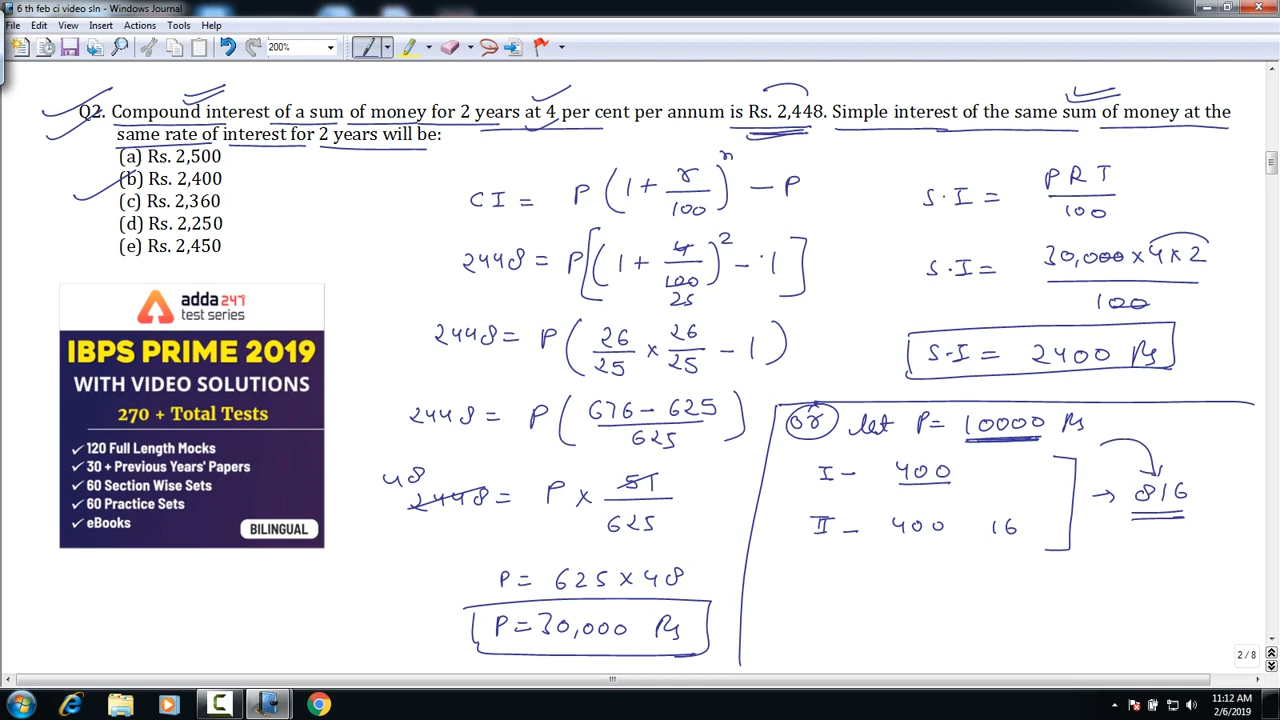 6 th feb ci video sln - Windows Journal
File Edit View Insert Actions Tools Help
200%
Q2. Compound interest of a sum of money for 2 years at 4 per cent per annum is Rs. 2,448. Simple interest of the same sum of money at the
same rate of interest for 2 years will be:
(a) Rs. 2,500
(b) Rs. 2,400
(c) Rs. 2,360
(d) Rs. 2,250
(e) Rs. 2,450
adda 247
test series
IBPS PRIME 2019
WITH VIDEO SOLUTIONS
270 + Total Tests
✓ 120 Full Length Mocks
✓ 30 + Previous Years' Papers
✓ 60 Section Wise Sets
✓ 60 Practice Sets
✓ eBooks
BILINGUAL
CI = P(1 + r/100)^n - P
2448 = P[(1 + 4/100)^2 - 1]
25
2448 = P(26/25 × 26/25 - 1)
2448 = P(676 - 625/625)
48
2448 = P × 51/625
P = 625 × 48
P = 30,000 Rs
S.I = PRT/100
S.I = 30,000 × 4 × 2/100
S.I = 2400 Rs
or let P = 10000 Rs
I - 400
II - 400 16
→ 816
2 / 8
11:12 AM
2/6/2019